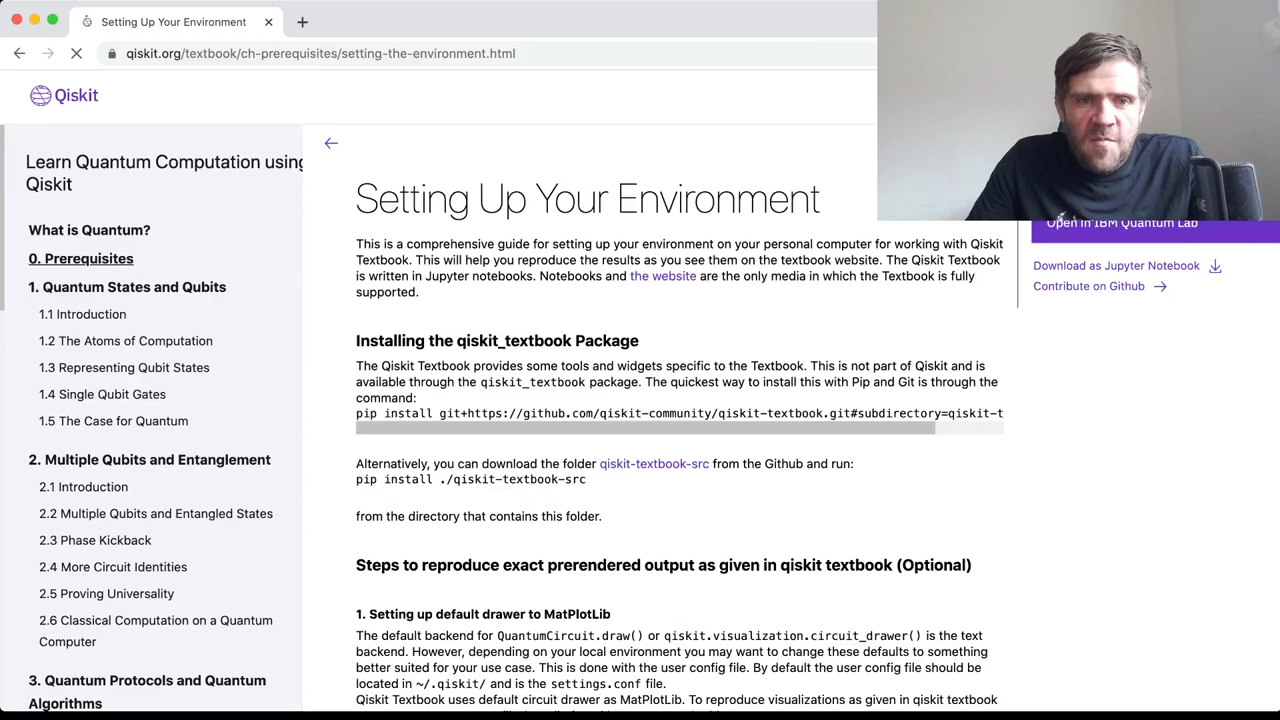 Setting Up Your Environment
qiskit.org/textbook/ch-prerequisites/setting-the-environment.html
Qiskit
Learn Quantum Computation using
Qiskit
What is Quantum?
0. Prerequisites
1. Quantum States and Qubits
1.1 Introduction
1.2 The Atoms of Computation
1.3 Representing Qubit States
1.4 Single Qubit Gates
1.5 The Case for Quantum
2. Multiple Qubits and Entanglement
2.1 Introduction
2.2 Multiple Qubits and Entangled States
2.3 Phase Kickback
2.4 More Circuit Identities
2.5 Proving Universality
2.6 Classical Computation on a Quantum
Computer
3. Quantum Protocols and Quantum
Algorithms
Setting Up Your Environment
This is a comprehensive guide for setting up your environment on your personal computer for working with Qiskit
Textbook. This will help you reproduce the results as you see them on the textbook website. The Qiskit Textbook
is written in Jupyter notebooks. Notebooks and the website are the only media in which the Textbook is fully
supported.
Installing the qiskit_textbook Package
The Qiskit Textbook provides some tools and widgets specific to the Textbook. This is not part of Qiskit and is
available through the qiskit_textbook package. The quickest way to install this with Pip and Git is through the
command:
pip install git+https://github.com/qiskit-community/qiskit-textbook.git#subdirectory=qiskit-t
Alternatively, you can download the folder qiskit-textbook-src from the Github and run:
pip install ./qiskit-textbook-src
from the directory that contains this folder.
Steps to reproduce exact prerendered output as given in qiskit textbook (Optional)
1. Setting up default drawer to MatPlotLib
The default backend for QuantumCircuit.draw() or qiskit.visualization.circuit_drawer() is the text
backend. However, depending on your local environment you may want to change these defaults to something
better suited for your use case. This is done with the user config file. By default the user config file should be
located in ~/.qiskit/ and is the settings.conf file.
Qiskit Textbook uses default circuit drawer as MatPlotLib. To reproduce visualizations as given in qiskit textbook
Open in IBM Quantum Lab
Download as Jupyter Notebook
Contribute on Github